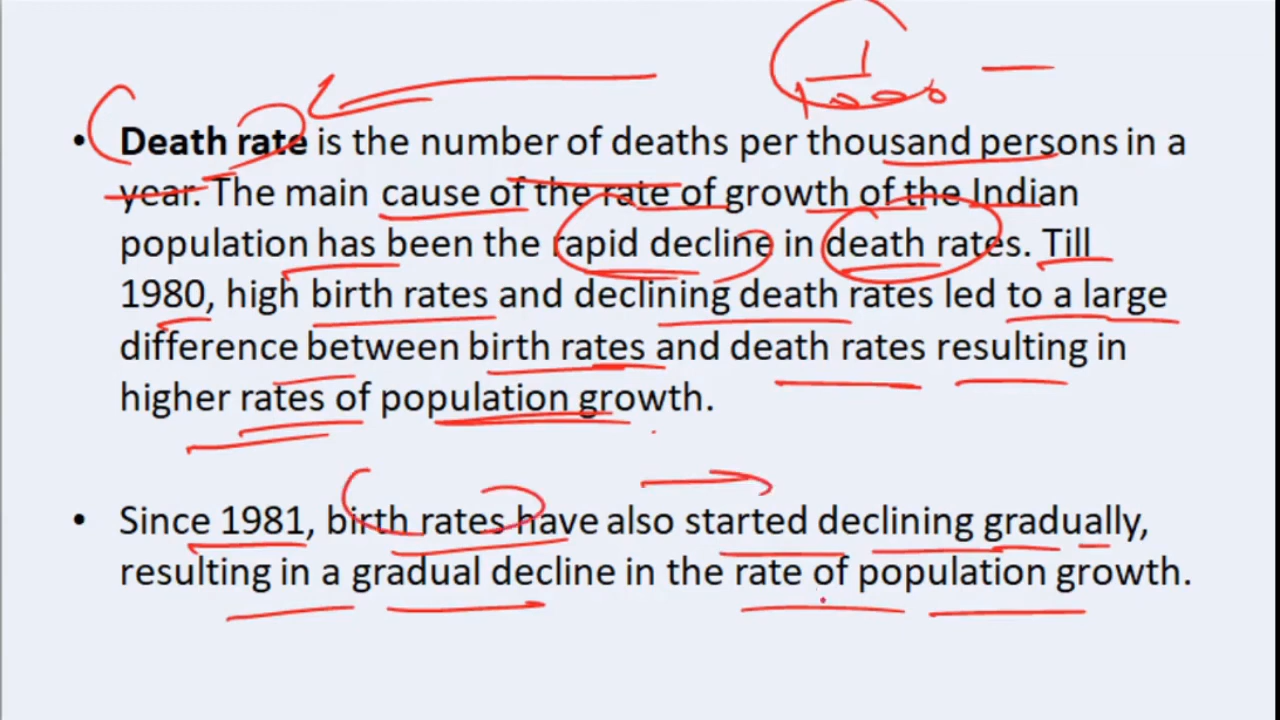 1
1000
• Death rate is the number of deaths per thousand persons in a
year. The main cause of the rate of growth of the Indian
population has been the rapid decline in death rates. Till
1980, high birth rates and declining death rates led to a large
difference between birth rates and death rates resulting in
higher rates of population growth.
• Since 1981, birth rates have also started declining gradually,
resulting in a gradual decline in the rate of population growth.